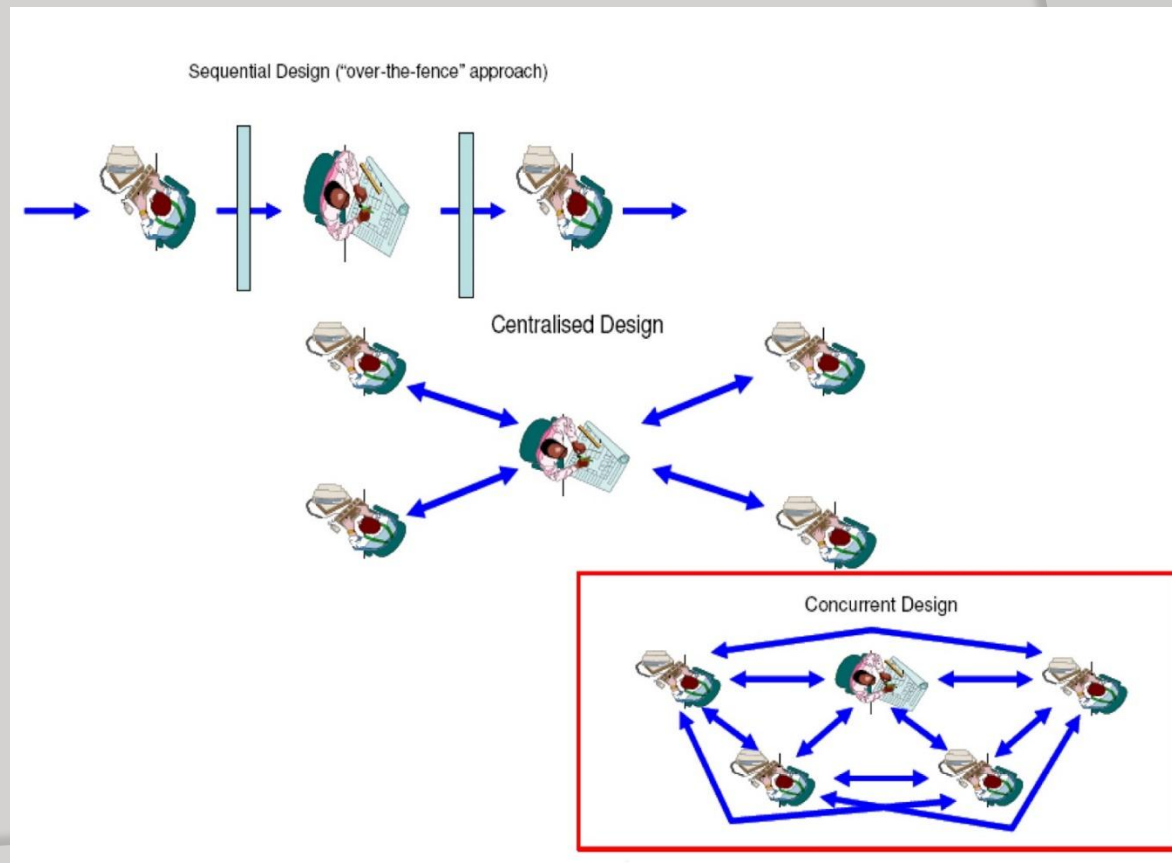 Sequential Design ("over-the-fence" approach)
Centralised Design
Concurrent Design